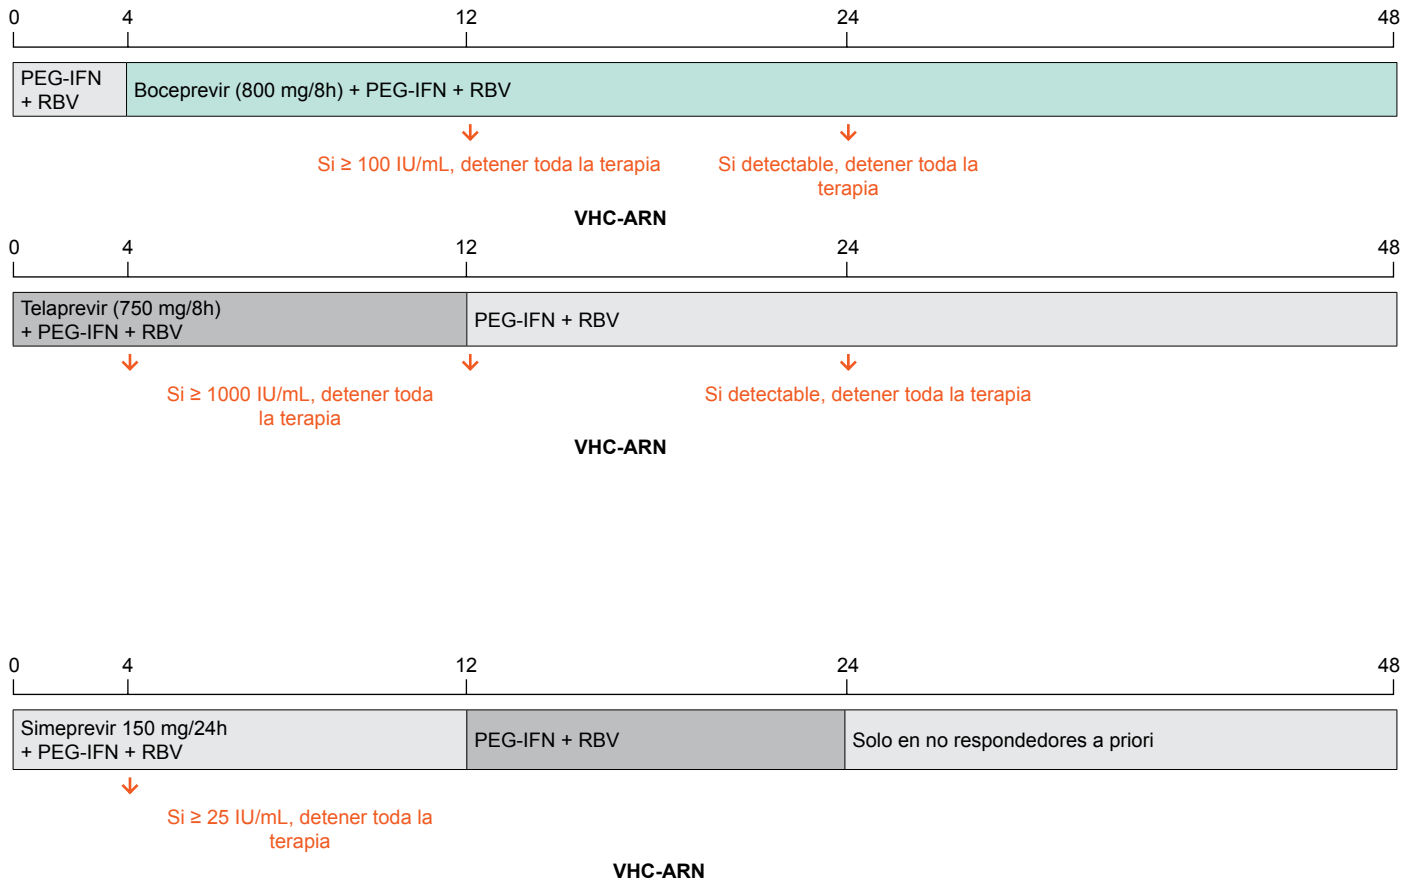 0 4 12 24 48
PEG-IFN
+ RBV
Boceprevir (800 mg/8h) + PEG-IFN + RBV
Si ≥ 100 IU/mL, detener toda la terapia
Si detectable, detener toda la
terapia
VHC-ARN
0 4 12 24 48
Telaprevir (750 mg/8h)
+ PEG-IFN + RBV
PEG-IFN + RBV
Si ≥ 1000 IU/mL, detener toda
la terapia
Si detectable, detener toda la terapia
VHC-ARN
0 4 12 24 48
Simeprevir 150 mg/24h
+ PEG-IFN + RBV
PEG-IFN + RBV
Solo en no respondedores a priori
Si ≥ 25 IU/mL, detener toda la
terapia
VHC-ARN